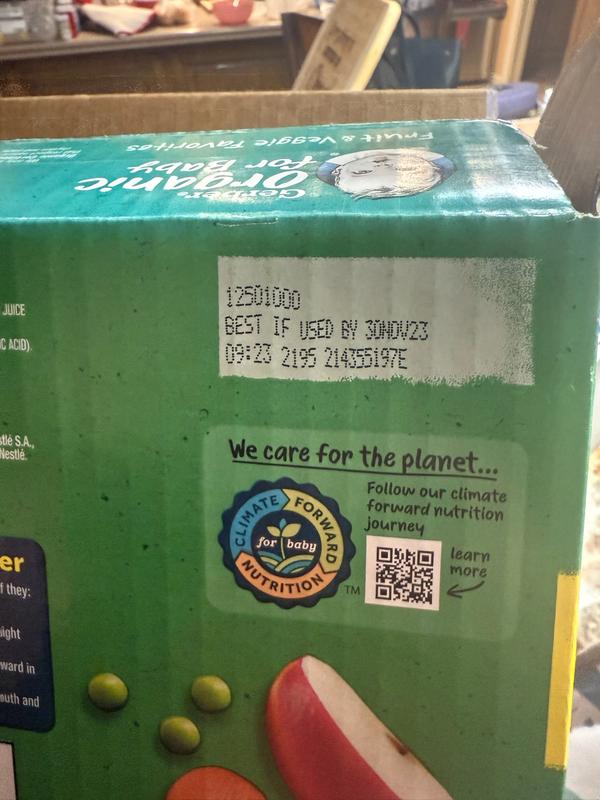 Fruit & Veggie Favorites
Gerber
organic
for Baby
JUICE
C ACID).
12501000
BEST IF USED BY 30NOV23
09:23 2195 214355197E
stlé S.A.,
Nestlé.
We care for the planet...
Follow our climate
forward nutrition
journey
CLIMATE FORWARD
for baby
NUTRITION
TM
learn
more
er
f they:
ight
ward in
outh and